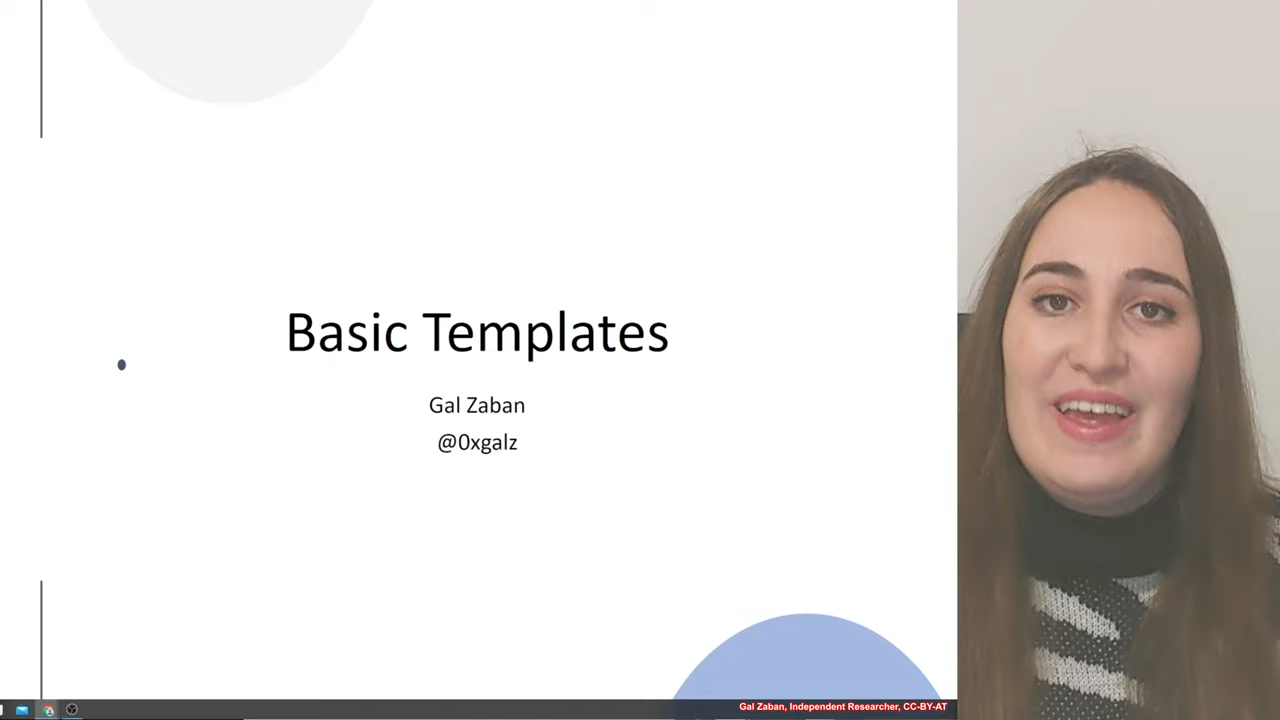 Basic Templates
Gal Zaban
@0xgalz
Gal Zaban, Independent Researcher, CC-BY-AT